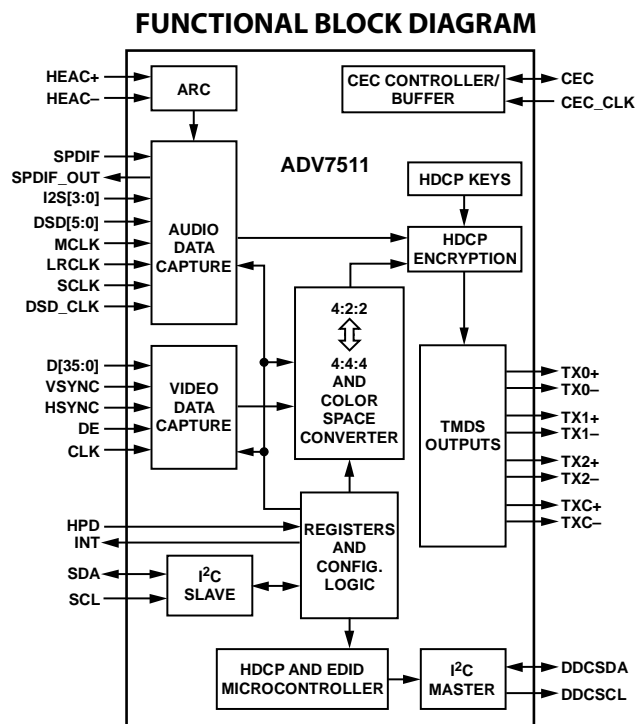 FUNCTIONAL BLOCK DIAGRAM
HEAC+
HEAC–
ARC
CEC CONTROLLER/
BUFFER
CEC
CEC_CLK
SPDIF
SPDIF_OUT
I2S[3:0]
DSD[5:0]
MCLK
LRCLK
SCLK
DSD_CLK
AUDIO
DATA
CAPTURE
ADV7511
HDCP KEYS
HDCP
ENCRYPTION
4:2:2
4:4:4
AND
COLOR
SPACE
CONVERTER
D[35:0]
VSYNC
HSYNC
DE
CLK
VIDEO
DATA
CAPTURE
TMDS
OUTPUTS
TX0+
TX0–
TX1+
TX1–
TX2+
TX2–
TXC+
TXC–
HPD
INT
SDA
SCL
I²C
SLAVE
REGISTERS
AND
CONFIG.
LOGIC
HDCP AND EDID
MICROCONTROLLER
I²C
MASTER
DDCSDA
DDCSCL